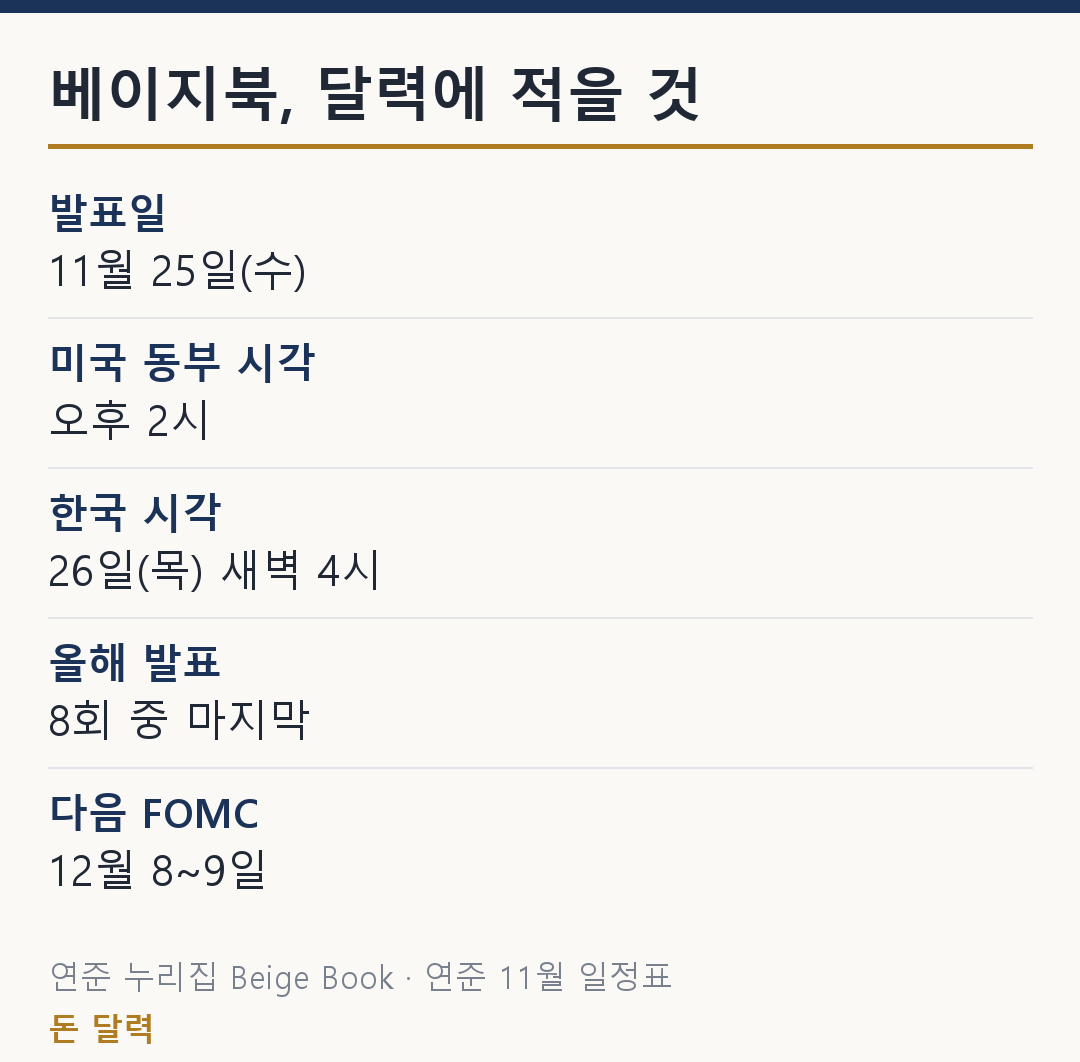 베이지북, 달력에 적을 것
발표일
11월 25일(수)
미국 동부 시각
오후 2시
한국 시각
26일(목) 새벽 4시
올해 발표
8회 중 마지막
다음 FOMC
12월 8~9일
연준 누리집 Beige Book · 연준 11월 일정표
돈 달력